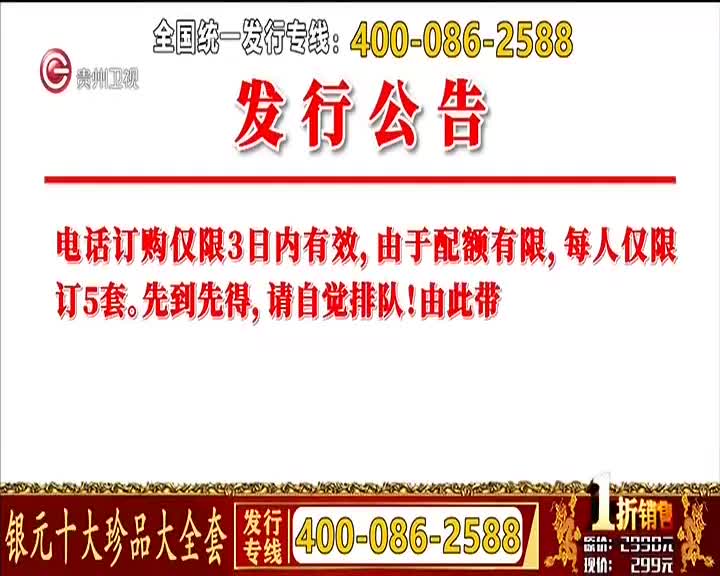 全国统一发行专线：400-086-2588
贵州卫视
发行公告
电话订购仅限3日内有效，由于配额有限，每人仅限
订5套。先到先得，请自觉排队！由此带
银元十大珍品大全套
发行专线
400-086-2588
1折销售
原价：2990元
现价：299元